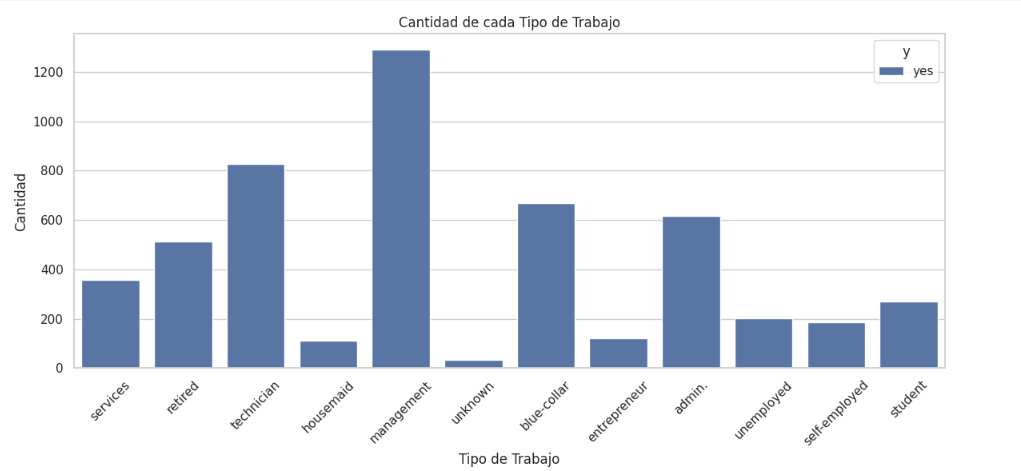 Cantidad de cada Tipo de Trabajo
y
yes
Cantidad
1200
1000
800
600
400
200
0
services
retired
technician
housemaid
management
unknown
blue-collar
entrepreneur
admin.
unemployed
self-employed
student
Tipo de Trabajo